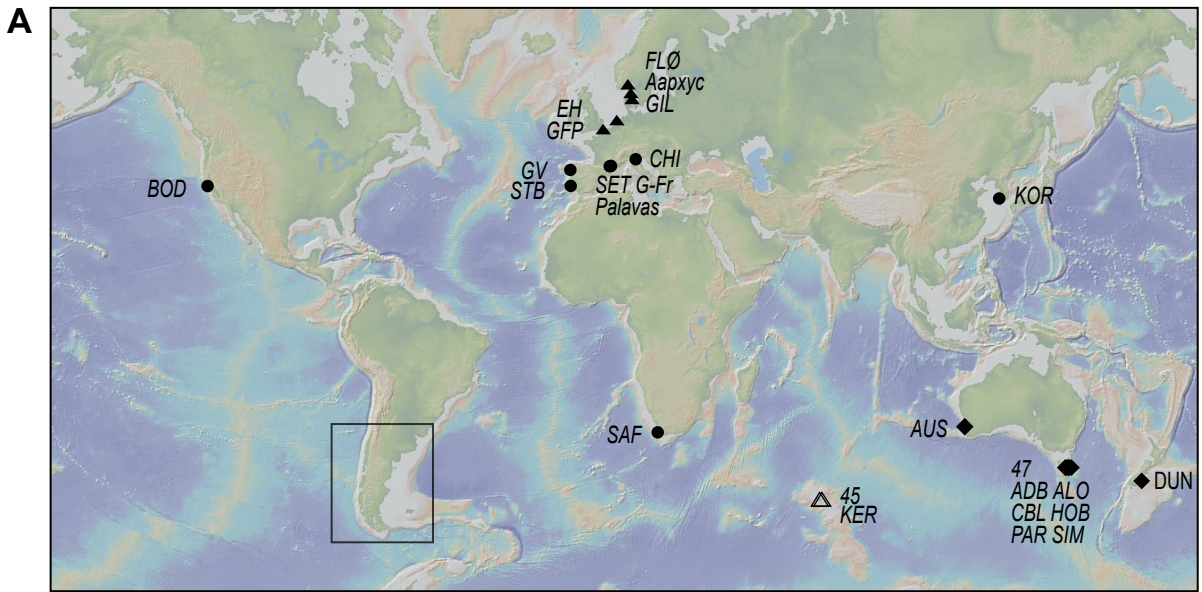 A
FLØ
Aapxyc
GIL
EH
GFP
CHI
GV
STB
SET G-Fr
Palavas
BOD
KOR
SAF
AUS
47
ADB ALO
CBL HOB
PAR SIM
DUN
45
KER